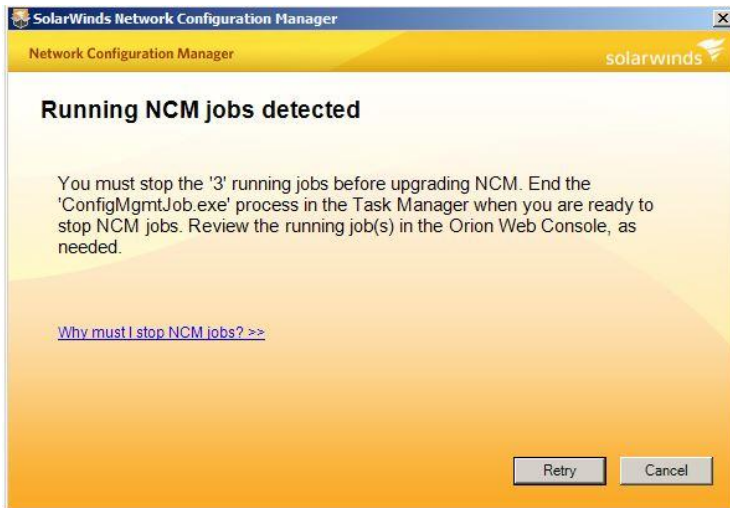 SolarWinds Network Configuration Manager
Network Configuration Manager
solarwinds
Running NCM jobs detected
You must stop the '3' running jobs before upgrading NCM. End the
'ConfigMgmtJob.exe' process in the Task Manager when you are ready to
stop NCM jobs. Review the running job(s) in the Orion Web Console, as
needed.
Why must I stop NCM jobs? >>
Retry
Cancel